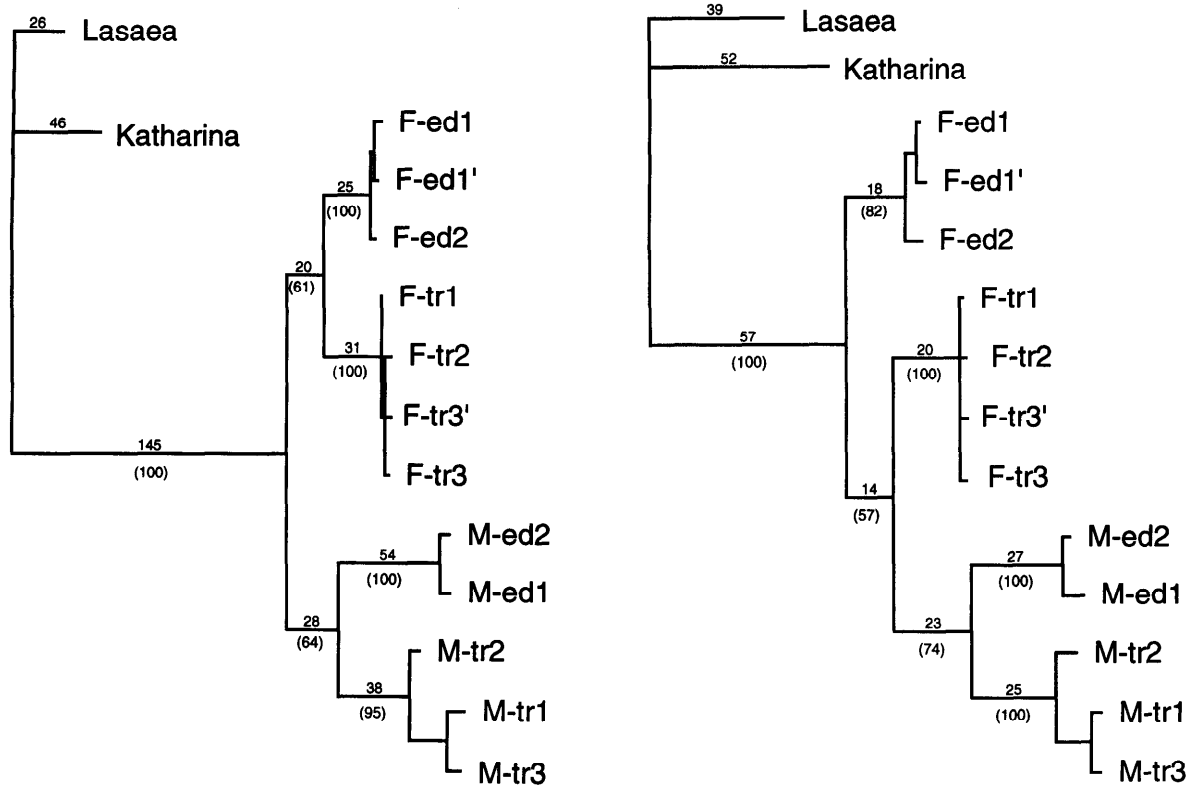 26
Lasaea
46
Katharina
F-ed1
F-ed1'
25
(100)
F-ed2
20
(61)
F-tr1
31
(100)
F-tr2
F-tr3'
F-tr3
145
(100)
M-ed2
54
(100)
M-ed1
28
(64)
M-tr2
38
(95)
M-tr1
M-tr3
39
Lasaea
52
Katharina
F-ed1
F-ed1'
18
(82)
F-ed2
F-tr1
57
(100)
20
(100)
F-tr2
F-tr3'
F-tr3
14
(57)
M-ed2
27
(100)
M-ed1
23
(74)
M-tr2
25
(100)
M-tr1
M-tr3